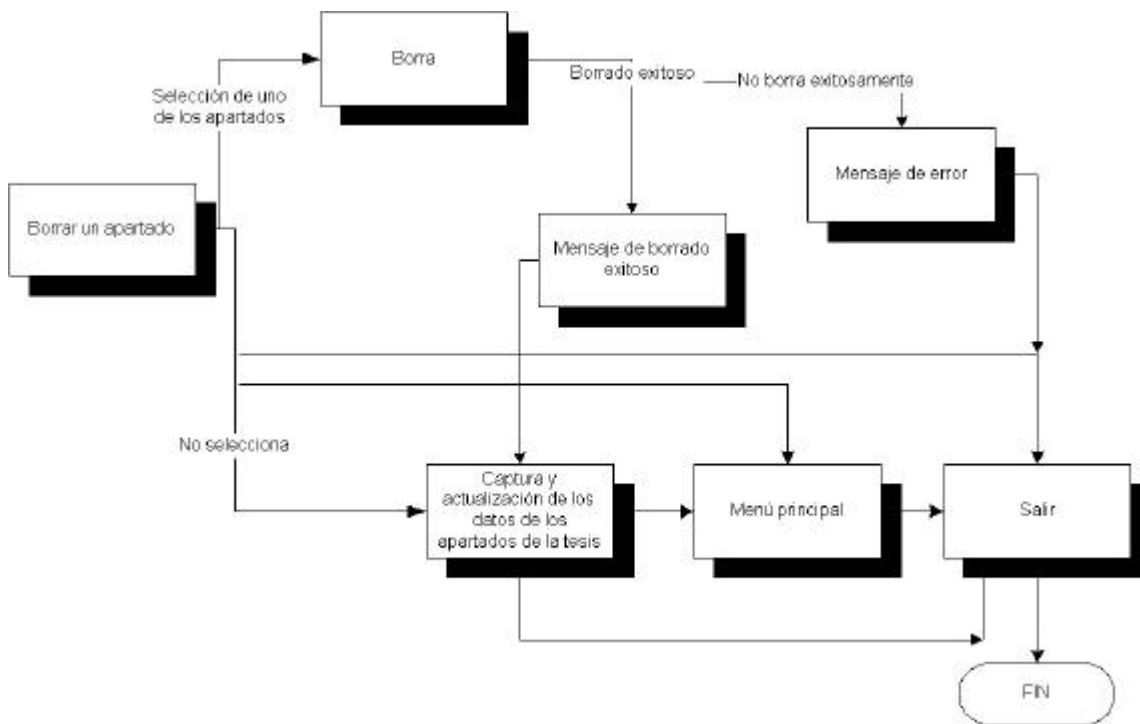 Borra
Borrado exitoso
No borra exitosamente
Selección de uno
de los apartados
Mensaje de error
Borrar un apartado
Mensaje de borrado
exitoso
No selecciona
Captura y
actualización de los
datos de los
apartados de la tesis
Menú principal
Salir
FIN